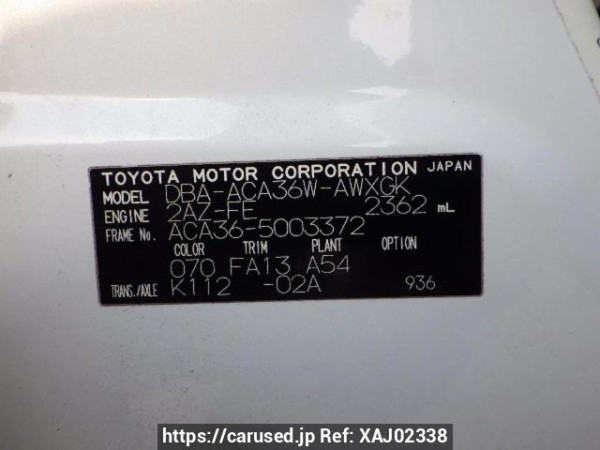 TOYOTA MOTOR CORPORATION JAPAN
MODEL DBA-ACA36W-AWXGK
ENGINE 2AZ-FE 2362 mL
FRAME No. ACA36-5003372
COLOR TRIM PLANT OPTION
070 FA13 A54
TRANS./AXLE K112 -02A 936
https://carused.jp Ref: XAJ02338